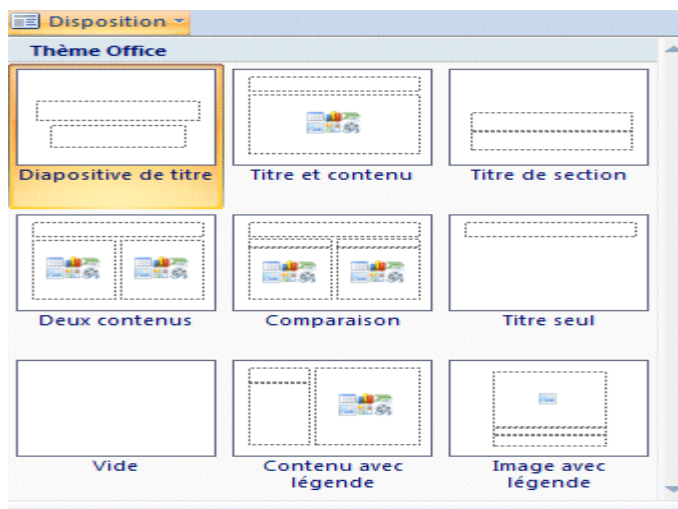 Disposition
Thème Office
Diapositive de titre
Titre et contenu
Titre de section
Deux contenus
Comparaison
Titre seul
Vide
Contenu avec
légende
Image avec
légende